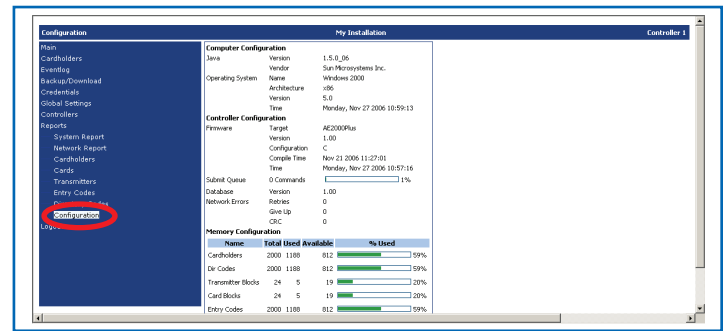 Configuration My Installation Controller 1
Main
Cardholders
Eventlog
Backup/Download
Credentials
Global Settings
Controllers
Reports
System Report
Network Report
Cardholders
Cards
Transmitters
Entry Codes
Codes
Configuration
Computer Configuration
Java Version 1.5.0_06
Vendor Sun Microsystems Inc.
Operating System Name Windows 2000
Architecture x86
Version 5.0
Time Monday, Nov 27 2006 10:59:13
Controller Configuration
Firmware Target AE2000Plus
Version 1.00
Configuration C
Compile Time Nov 21 2006 11:27:01
Time Monday, Nov 27 2006 10:57:16
Submit Queue 0 Commands 1%
Database Version 1.00
Network Errors Retries 0
Give Up 0
CRC 0
Memory Configuration
Name Total Used Available % Used
Cardholders 2000 1188 812 59%
Dir Codes 2000 1188 812 59%
Transmitter Blocks 24 5 19 20%
Card Blocks 24 5 19 20%
Entry Codes 2000 1188 812 59%